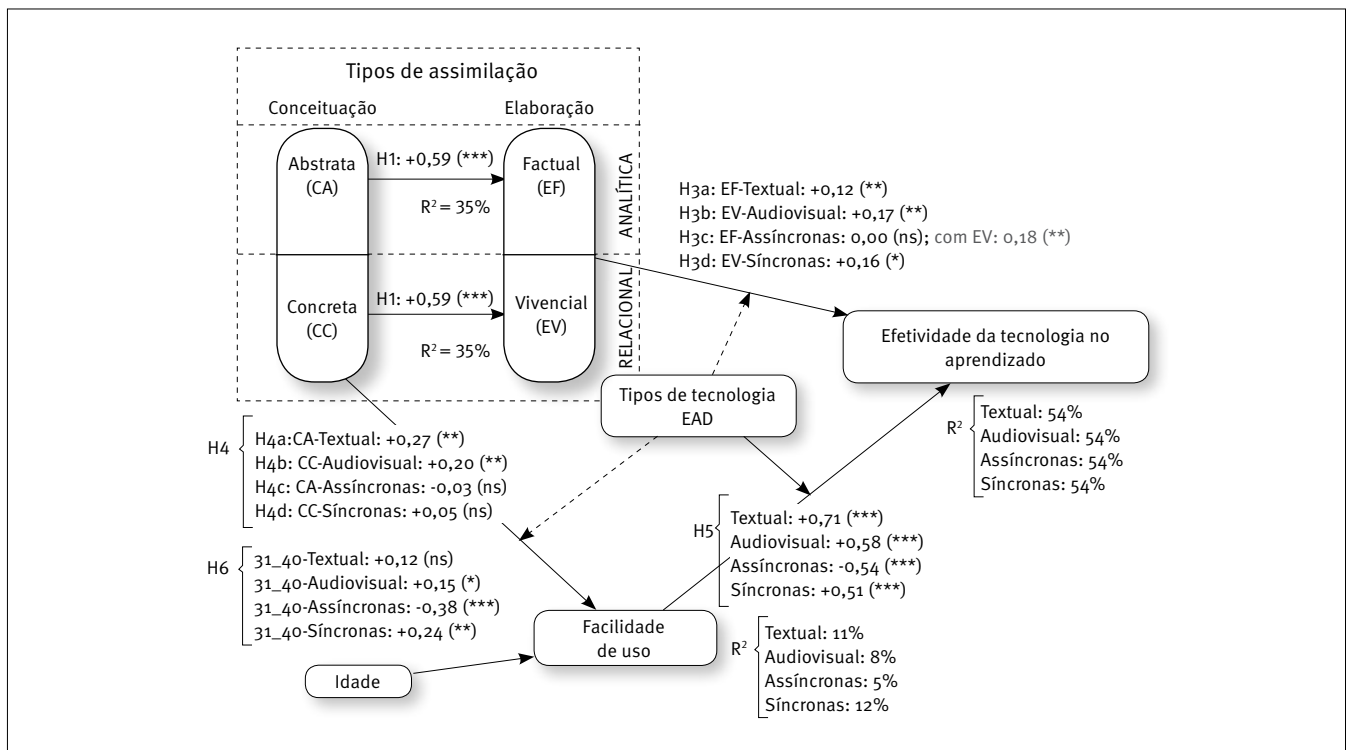 Tipos de assimilação
Conceituação
Elaboração
Abstrata
(CA)
H1: +0,59 (***)
R² = 35%
Factual
(EF)
ANALÍTICA
Concreta
(CC)
H1: +0,59 (***)
R² = 35%
Vivencial
(EV)
RELACIONAL
H3a: EF-Textual: +0,12 (**)
H3b: EV-Audiovisual: +0,17 (**)
H3c: EF-Assíncronas: 0,00 (ns); com EV: 0,18 (**)
H3d: EV-Síncronas: +0,16 (*)
Efetividade da tecnologia no
aprendizado
Tipos de tecnologia
EAD
R²
Textual: 54%
Audiovisual: 54%
Assíncronas: 54%
Síncronas: 54%
H4
H4a:CA-Textual: +0,27 (**)
H4b: CC-Audiovisual: +0,20 (**)
H4c: CA-Assíncronas: -0,03 (ns)
H4d: CC-Síncronas: +0,05 (ns)
H5
Textual: +0,71 (***)
Audiovisual: +0,58 (***)
Assíncronas: -0,54 (***)
Síncronas: +0,51 (***)
H6
31_40-Textual: +0,12 (ns)
31_40-Audiovisual: +0,15 (*)
31_40-Assíncronas: -0,38 (***)
31_40-Síncronas: +0,24 (**)
Facilidade
de uso
Idade
R²
Textual: 11%
Audiovisual: 8%
Assíncronas: 5%
Síncronas: 12%